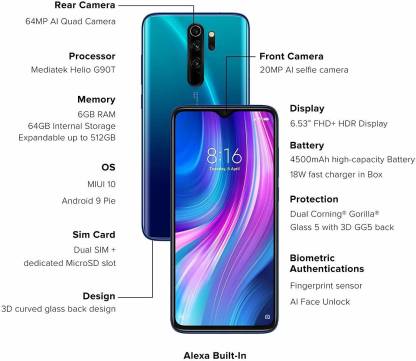 Rear Camera
64MP AI Quad Camera
Processor
Mediatek Helio G90T
Memory
6GB RAM
64GB Internal Storage
Expandable up to 512GB
OS
MIUI 10
Android 9 Pie
Sim Card
Dual SIM +
dedicated MicroSD slot
Design
3D curved glass back design
Front Camera
20MP AI selfie camera
Display
6.53" FHD+ HDR Display
Battery
4500mAh high-capacity Battery
18W fast charger in Box
Protection
Dual Corning® Gorilla®
Glass 5 with 3D GG5 back
Biometric
Authentications
Fingerprint sensor
AI Face Unlock
8:16
Tuesday, 5 April
Alexa Built-In